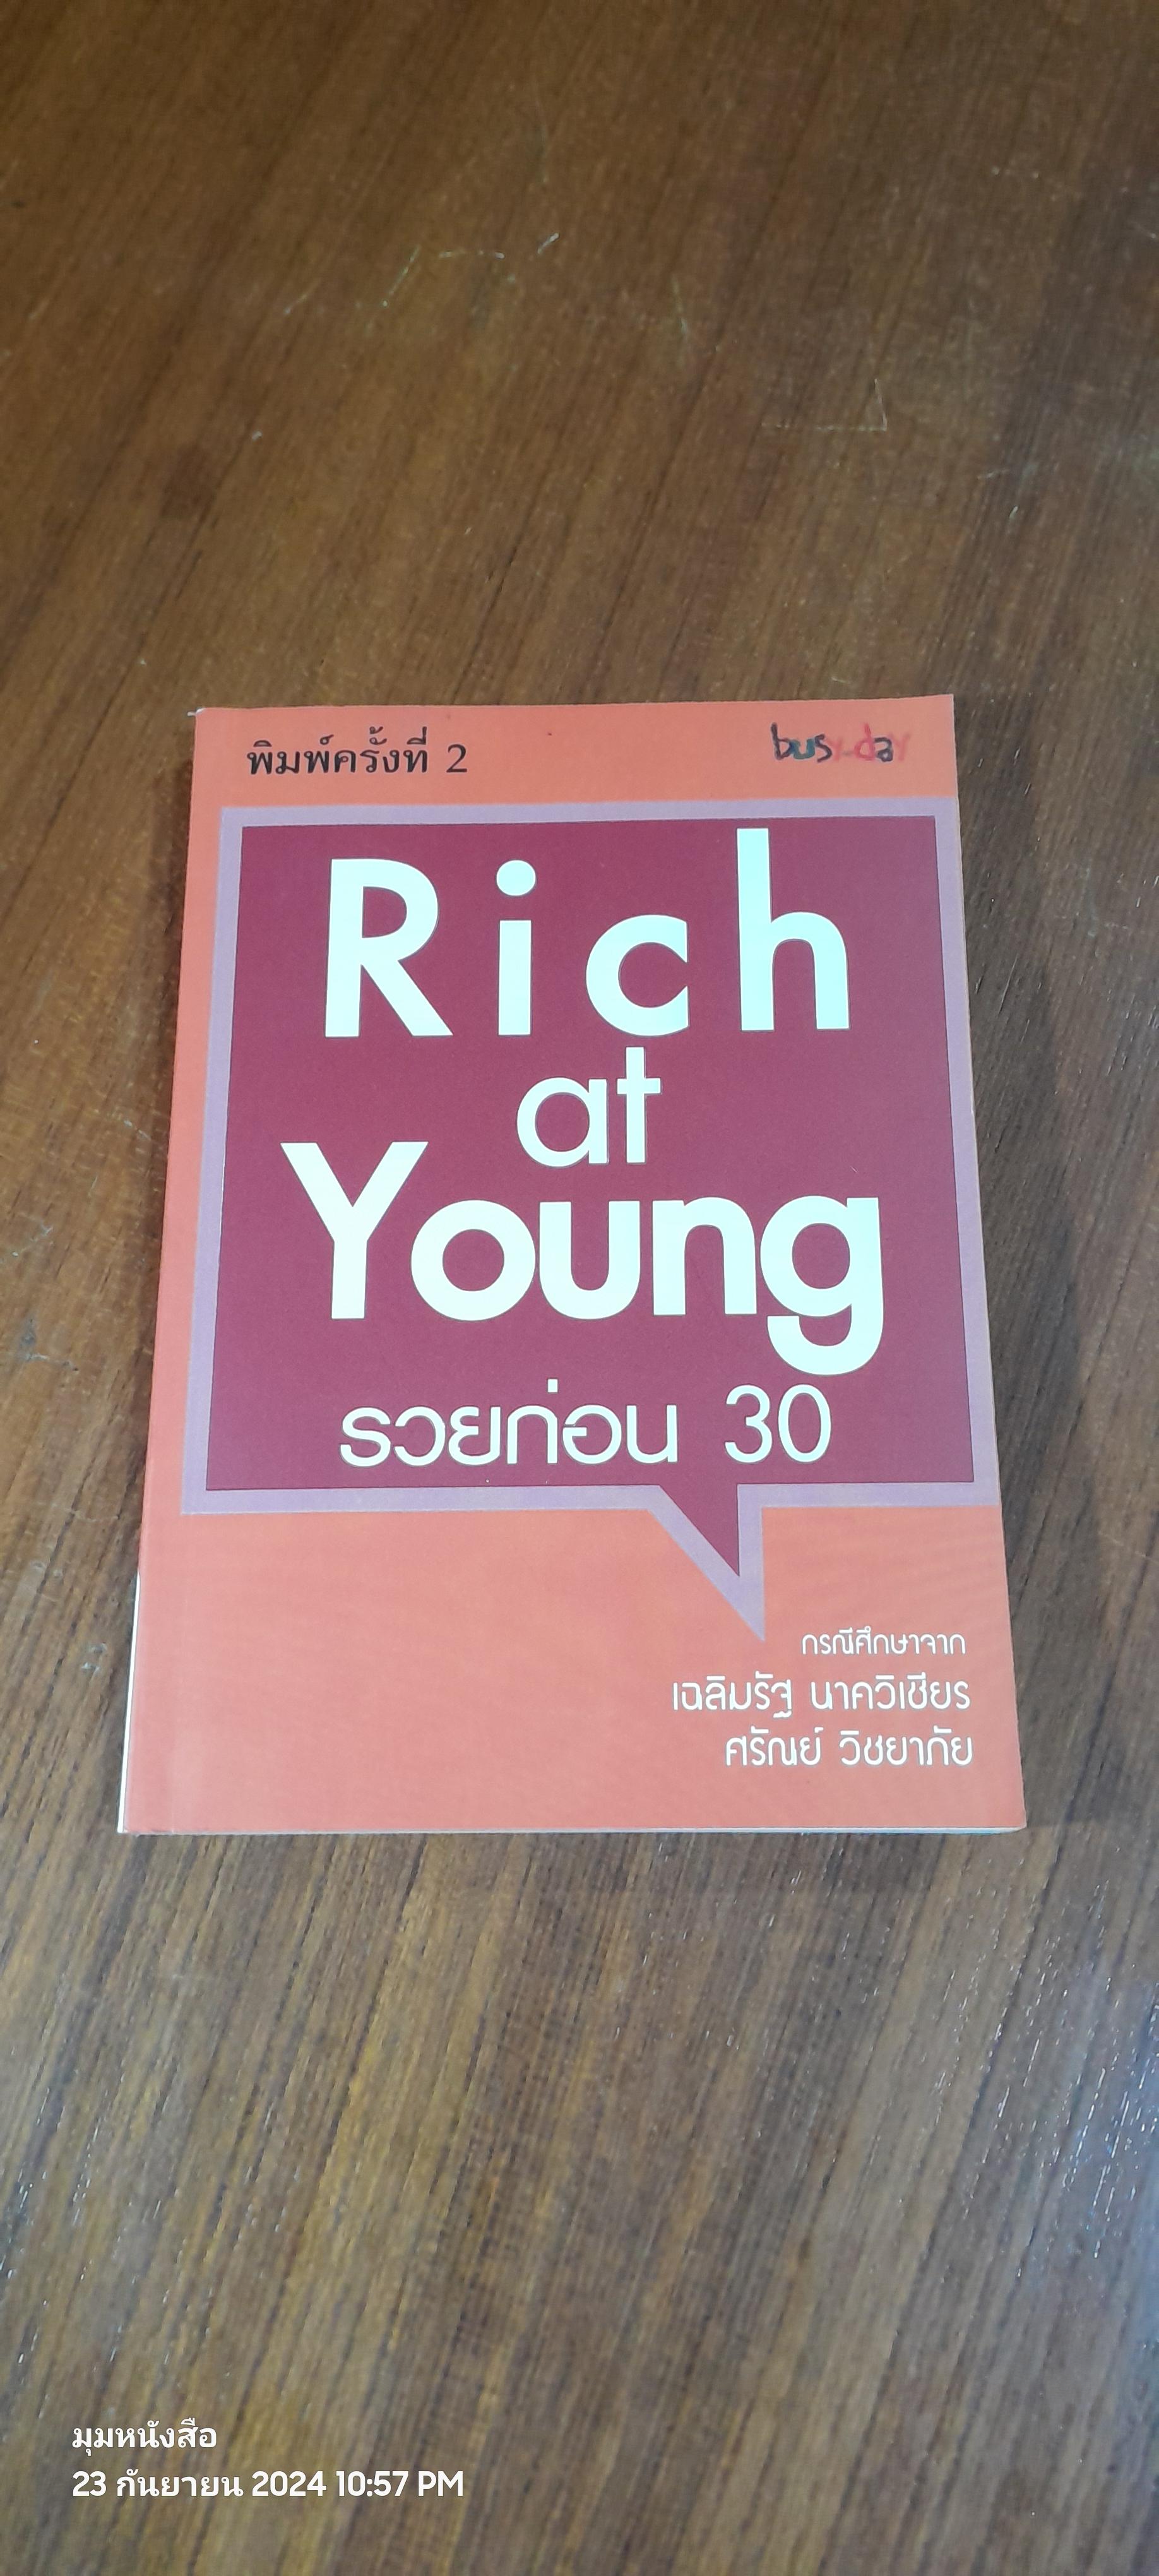 พิมพ์ครั้งที่ 2
busy-day
Rich
at
Young
รวยก่อน 30
กรณีศึกษาจาก
เฉลิมรัฐ นาควิเชียร
ศรัณย์ วิชยาภัย
มุมหนังสือ
23 กันยายน 2024 10:57 PM